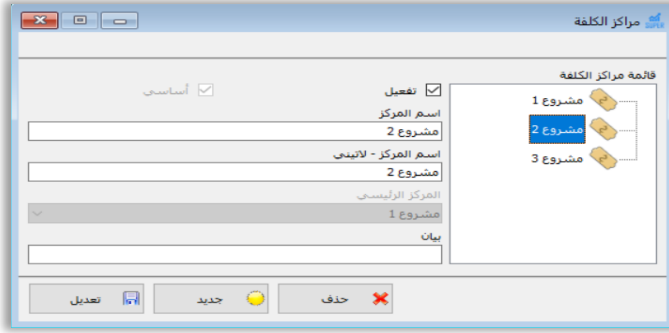 مراكز الكلفة
قائمة مراكز الكلفة
مشروع 1
مشروع 2
مشروع 3
تفعيل
أساسي
اسم المركز
مشروع 2
اسم المركز - لاتيني
مشروع 2
المركز الرئيسي
مشروع 1
بيان
حذف
جديد
تعديل